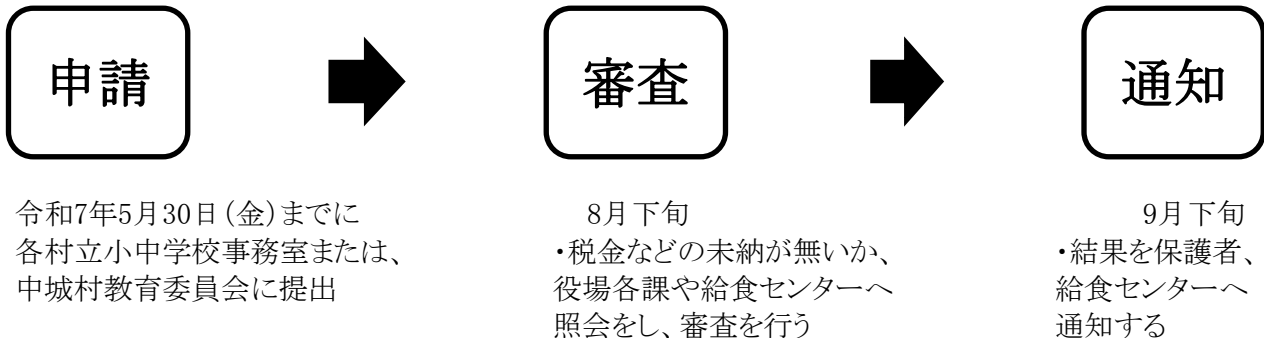 申請
審査
通知
令和7年5月30日（金）までに
各村立小中学校事務室または、
中城村教育委員会に提出
8月下旬
・税金などの未納が無いか、
役場各課や給食センターへ
照会をし、審査を行う
9月下旬
・結果を保護者、
給食センターへ
通知する